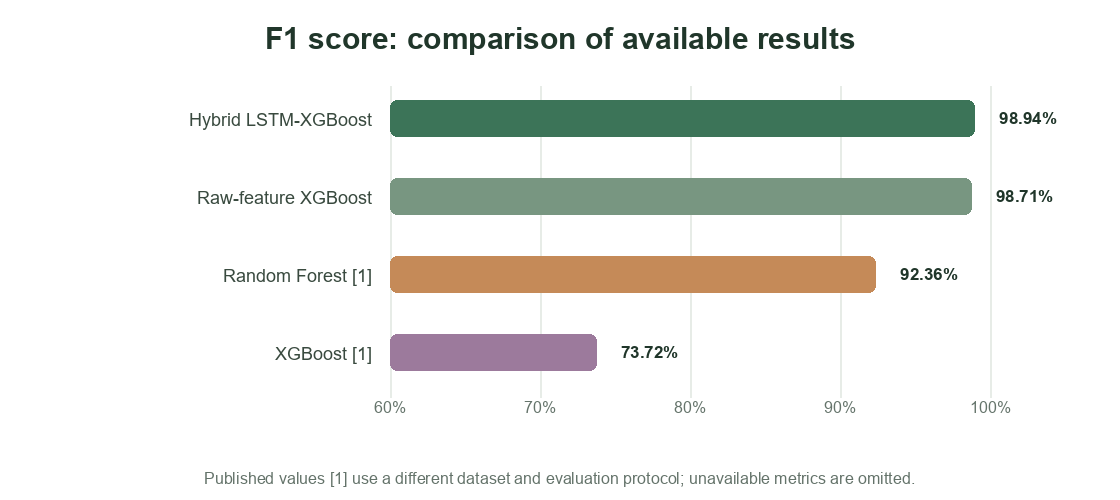 F1 score: comparison of available results
Hybrid LSTM-XGBoost 98.94%
Raw-feature XGBoost 98.71%
Random Forest [1] 92.36%
XGBoost [1] 73.72%
60% 70% 80% 90% 100%
Published values [1] use a different dataset and evaluation protocol; unavailable metrics are omitted.